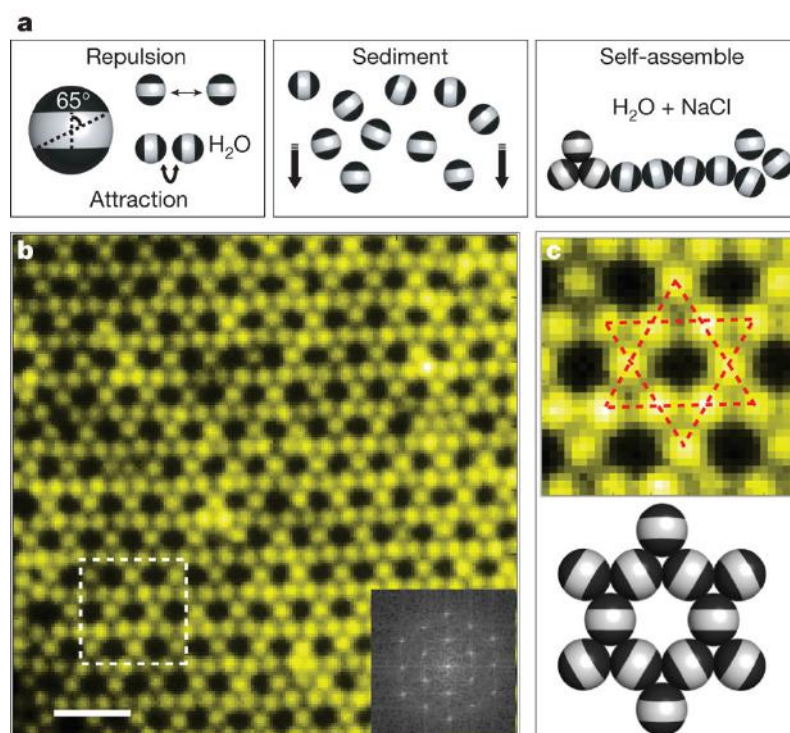 a
Repulsion
65°
H₂O
Attraction
Sediment
Self-assemble
H₂O + NaCl
b
c